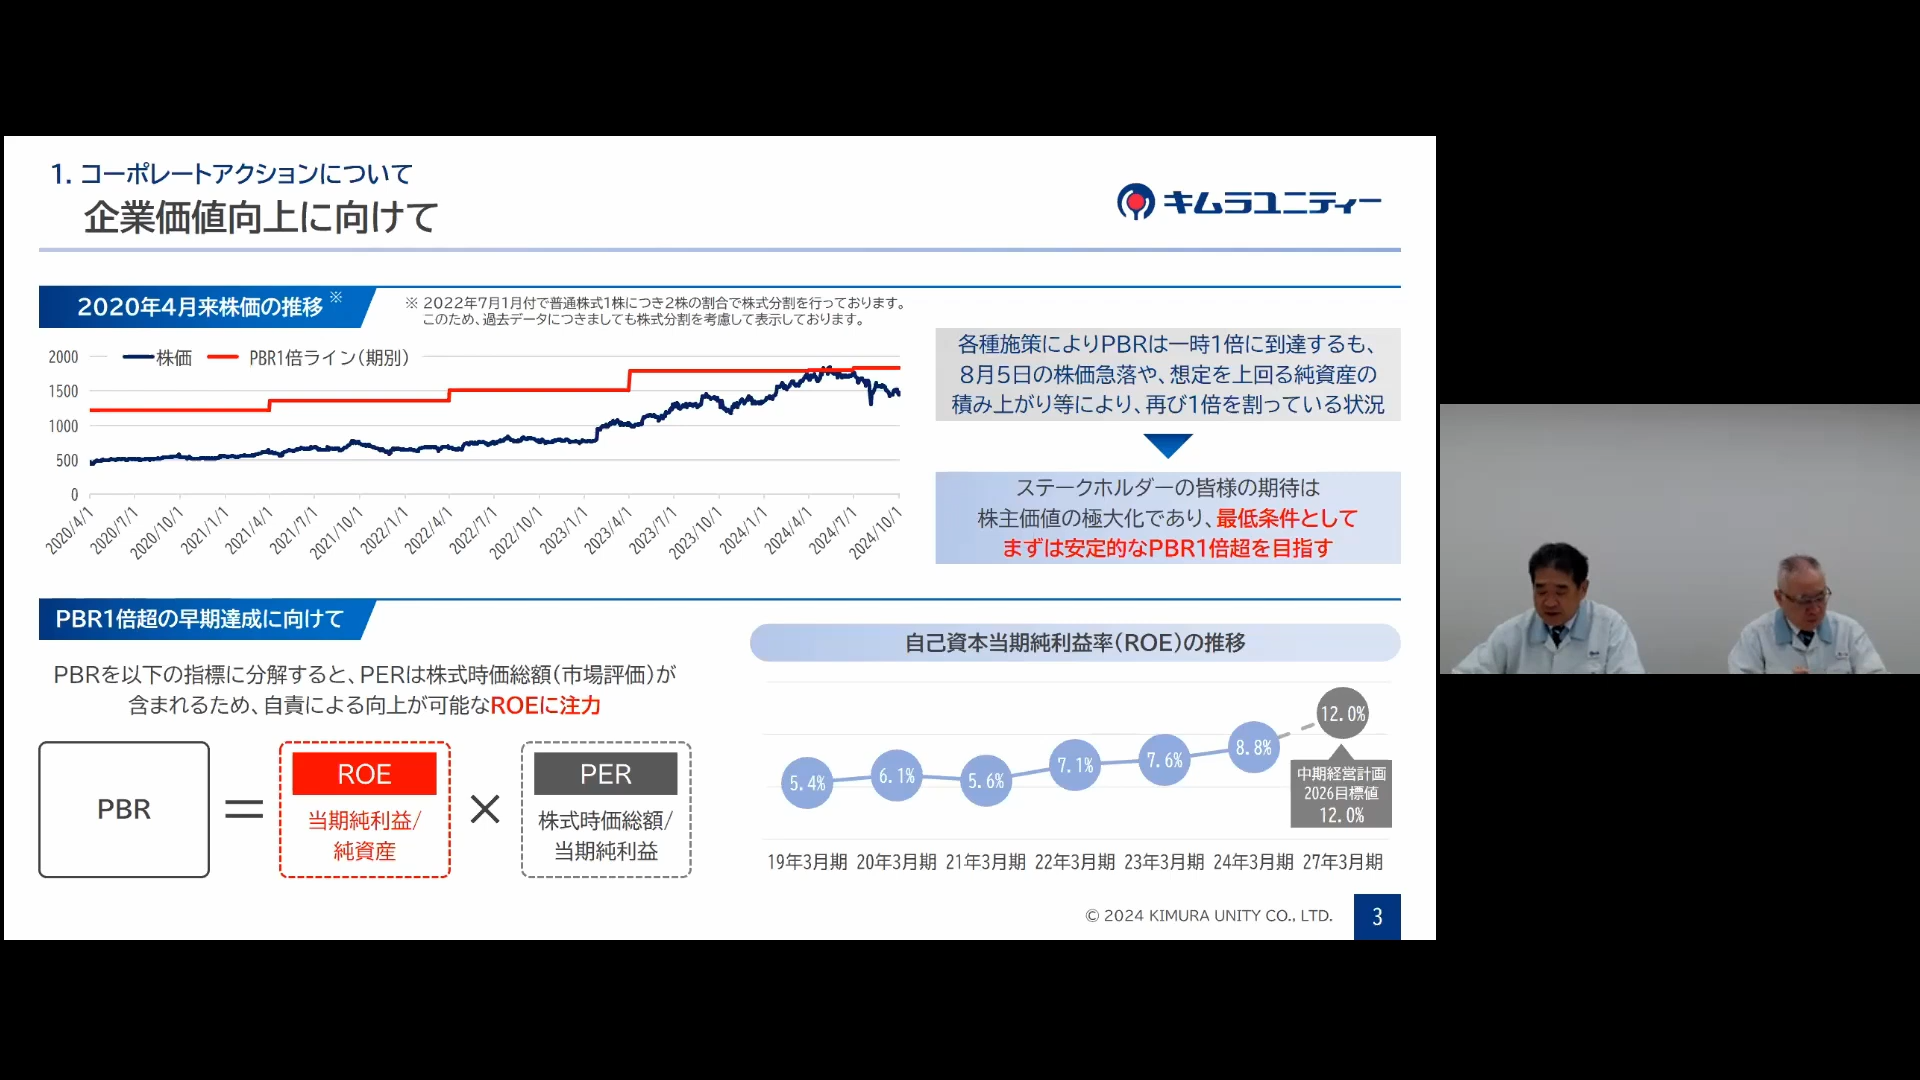 1. コーポレートアクションについて
企業価値向上に向けて
キムラユニティー
2020年4月来株価の推移※
※ 2022年7月1月付で普通株式1株につき2株の割合で株式分割を行っております。
このため、過去データにつきましても株式分割を考慮して表示しております。
株価 PBR1倍ライン（期別）
2000
1500
1000
500
0
2020/4/1 2020/7/1 2020/10/1 2021/1/1 2021/4/1 2021/7/1 2021/10/1 2022/1/1 2022/4/1 2022/7/1 2022/10/1 2023/1/1 2023/4/1 2023/7/1 2023/10/1 2024/1/1 2024/4/1 2024/7/1 2024/10/1
各種施策によりPBRは一時1倍に到達するも、
8月5日の株価急落や、想定を上回る純資産の
積み上がり等により、再び1倍を割っている状況
ステークホルダーの皆様の期待は
株主価値の極大化であり、最低条件として
まずは安定的なPBR1倍超を目指す
PBR1倍超の早期達成に向けて
PBRを以下の指標に分解すると、PERは株式時価総額（市場評価）が
含まれるため、自責による向上が可能なROEに注力
PBR
=
ROE
当期純利益/
純資産
×
PER
株式時価総額/
当期純利益
自己資本当期純利益率（ROE）の推移
5.4% 6.1% 5.6% 7.1% 7.6% 8.8% 12.0%
中期経営計画
2026目標値
12.0%
19年3月期 20年3月期 21年3月期 22年3月期 23年3月期 24年3月期 27年3月期
© 2024 KIMURA UNITY CO., LTD.
3